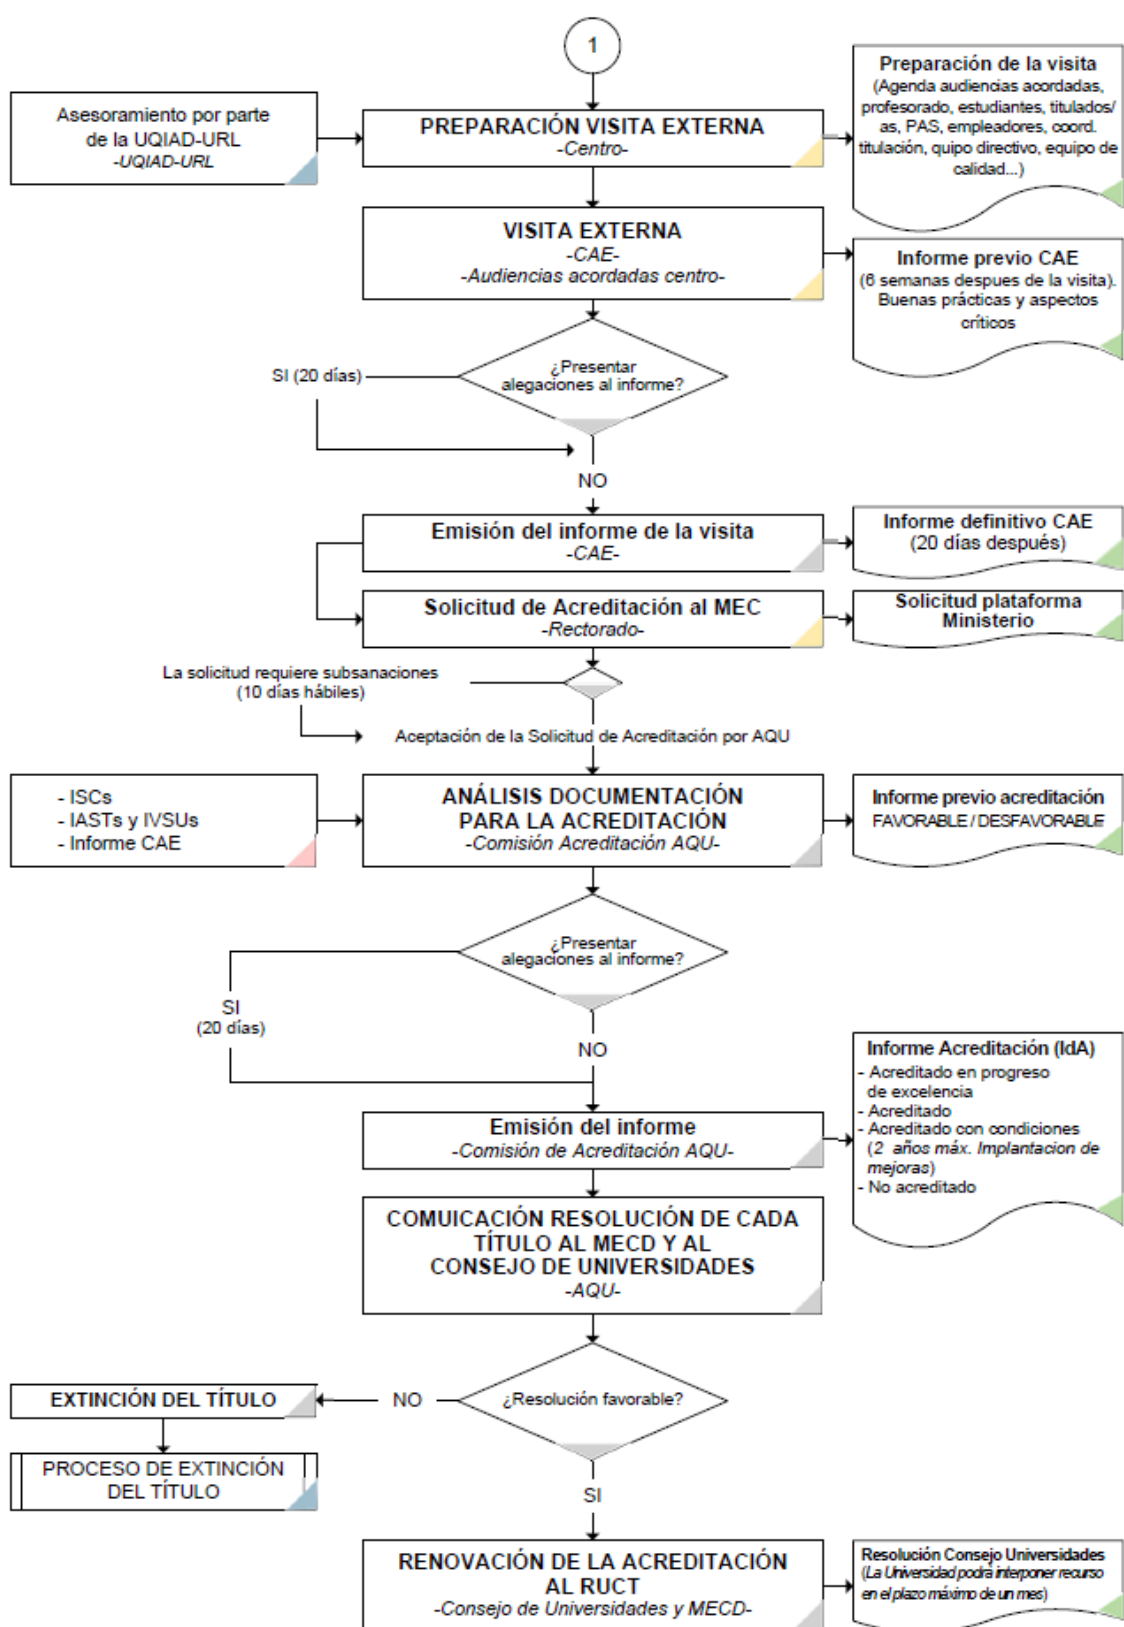 1
Preparación de la visita
(Agenda audiencias acordadas,
profesorado, estudiantes, titulados/
as, PAS, empleadores, coord.
titulación, quipo directivo, equipo de
calidad...)
Asesoramiento por parte
de la UQIAD-URL
-UQIAD-URL
PREPARACIÓN VISITA EXTERNA
-Centro-
VISITA EXTERNA
-CAE-
-Audiencias acordadas centro-
Informe previo CAE
(6 semanas despues de la visita).
Buenas prácticas y aspectos
críticos
¿Presentar
alegaciones al informe?
SI (20 días)
NO
Emisión del informe de la visita
-CAE-
Informe definitivo CAE
(20 días después)
Solicitud de Acreditación al MEC
-Rectorado-
Solicitud plataforma
Ministerio
La solicitud requiere subsanaciones
(10 días hábiles)
Aceptación de la Solicitud de Acreditación por AQU
- ISCs
- IASTs y IVSUs
- Informe CAE
ANÁLISIS DOCUMENTACIÓN
PARA LA ACREDITACIÓN
-Comisión Acreditación AQU-
Informe previo acreditación
FAVORABLE / DESFAVORABLE
¿Presentar
alegaciones al informe?
SI
(20 días)
NO
Informe Acreditación (IdA)
- Acreditado en progreso
de excelencia
- Acreditado
- Acreditado con condiciones
(2 años máx. Implantacion de
mejoras)
- No acreditado
Emisión del informe
-Comisión de Acreditación AQU-
COMUICACIÓN RESOLUCIÓN DE CADA
TÍTULO AL MECD Y AL
CONSEJO DE UNIVERSIDADES
-AQU-
¿Resolución favorable?
NO
EXTINCIÓN DEL TÍTULO
PROCESO DE EXTINCIÓN
DEL TÍTULO
SI
RENOVACIÓN DE LA ACREDITACIÓN
AL RUCT
-Consejo de Universidades y MECD-
Resolución Consejo Universidades
(La Universidad podrá interponer recurso
en el plazo máximo de un mes)